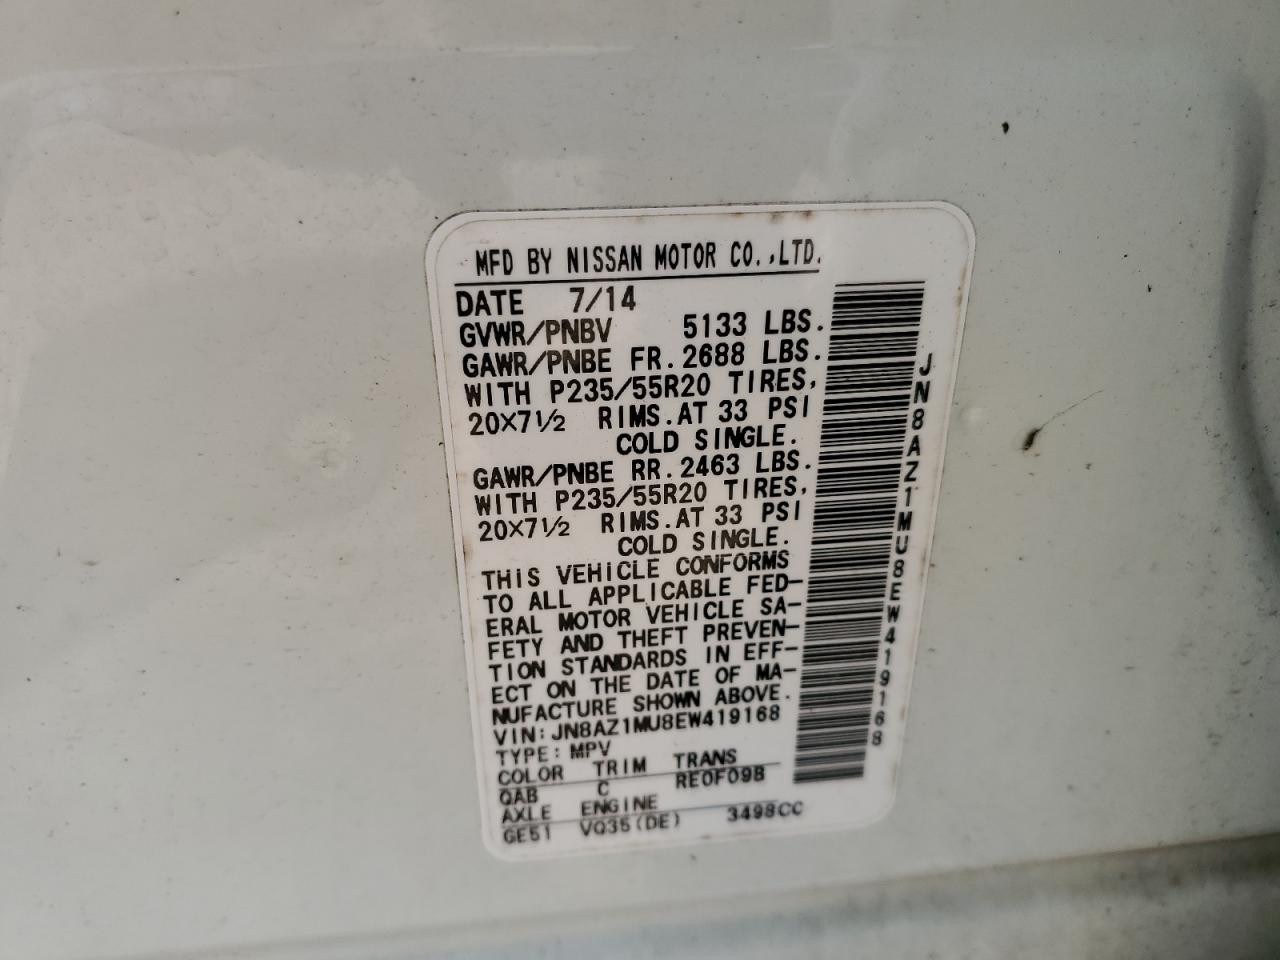 MFD BY NISSAN MOTOR CO.,LTD.
DATE 7/14
GVWR/PNBV 5133 LBS.
GAWR/PNBE FR.2688 LBS.
WITH P235/55R20 TIRES,
20X7½ RIMS.AT 33 PSI
COLD SINGLE.
GAWR/PNBE RR.2463 LBS.
WITH P235/55R20 TIRES,
20X7½ RIMS.AT 33 PSI
COLD SINGLE.
THIS VEHICLE CONFORMS
TO ALL APPLICABLE FED-
ERAL MOTOR VEHICLE SA-
FETY AND THEFT PREVEN-
TION STANDARDS IN EFF-
ECT ON THE DATE OF MA-
NUFACTURE SHOWN ABOVE.
VIN:JN8AZ1MU8EW419168
TYPE:MPV
COLOR TRIM TRANS
QAB C RE0F09B
AXLE ENGINE
GE51 VQ35(DE) 3498CC
JN8AZ1MU8EW419168